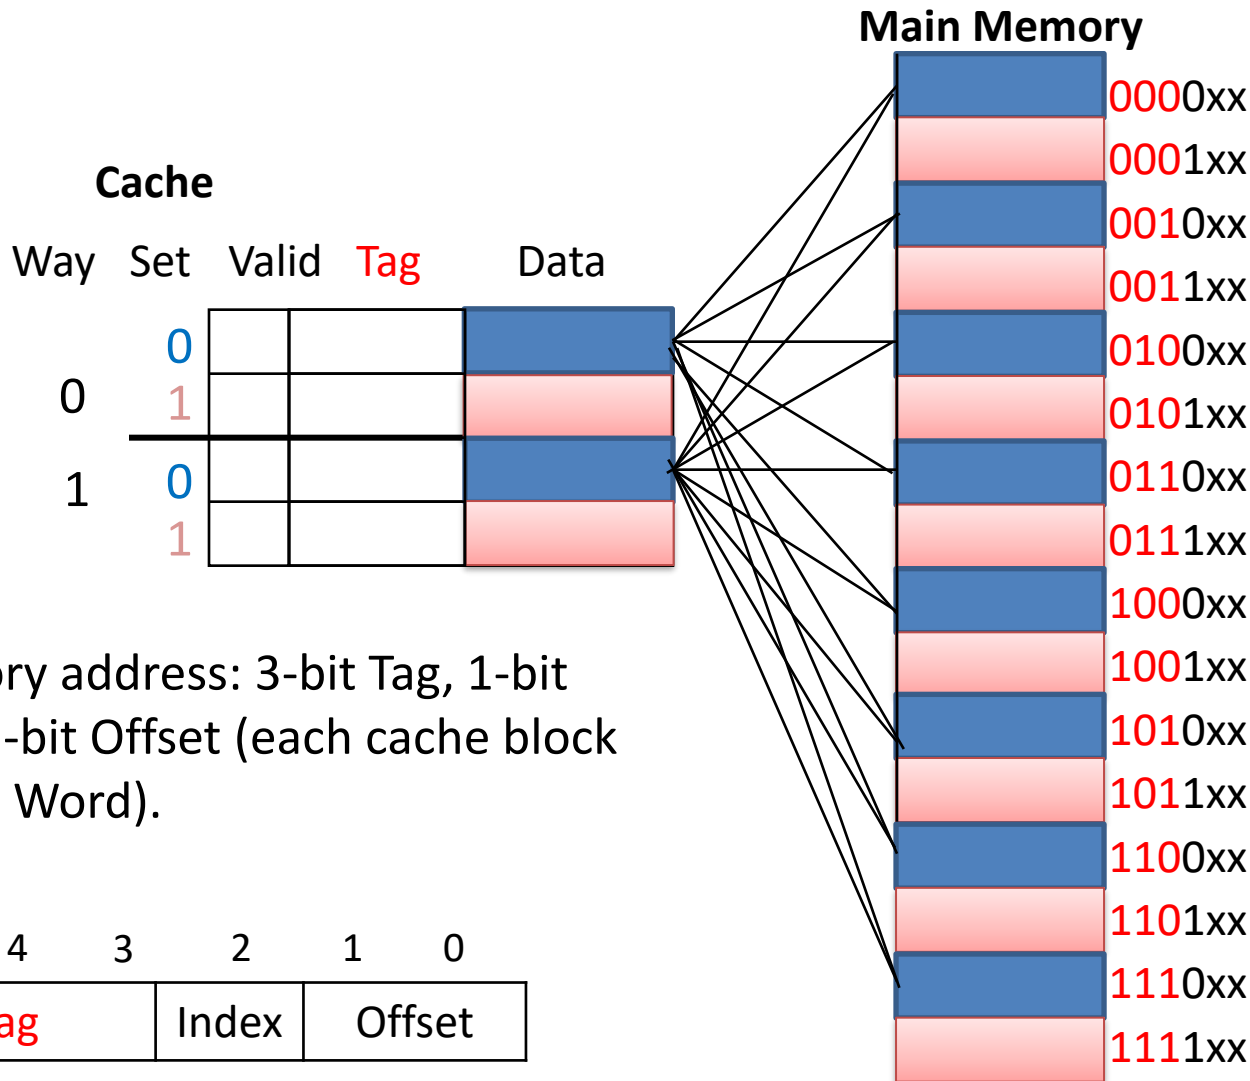 Main Memory
Cache
Way Set Valid Tag Data
0
1
0
1
0
1
0000xx
0001xx
0010xx
0011xx
0100xx
0101xx
0110xx
0111xx
1000xx
1001xx
1010xx
1011xx
1100xx
1101xx
1110xx
1111xx
ory address: 3-bit Tag, 1-bit
-bit Offset (each cache block
Word).
4 3 2 1 0
ag Index Offset